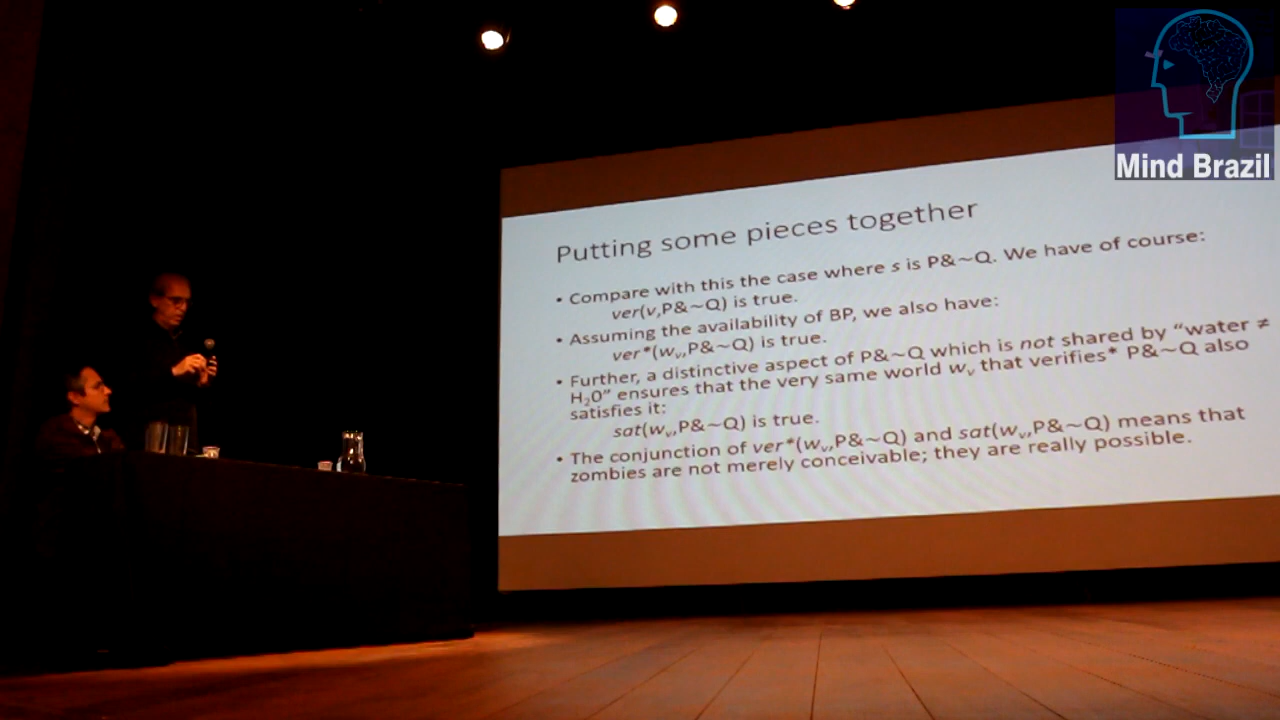 Mind Brazil
Putting some pieces together
• Compare with this the case where s is P&~Q. We have of course:
ver(v,P&~Q) is true.
• Assuming the availability of BP, we also have:
ver*(wᵥ,P&~Q) is true.
• Further, a distinctive aspect of P&~Q which is not shared by “water ≠
H₂0” ensures that the very same world wᵥ that verifies* P&~Q also
satisfies it:
sat(wᵥ,P&~Q) is true.
• The conjunction of ver*(wᵥ,P&~Q) and sat(wᵥ,P&~Q) means that
zombies are not merely conceivable; they are really possible.